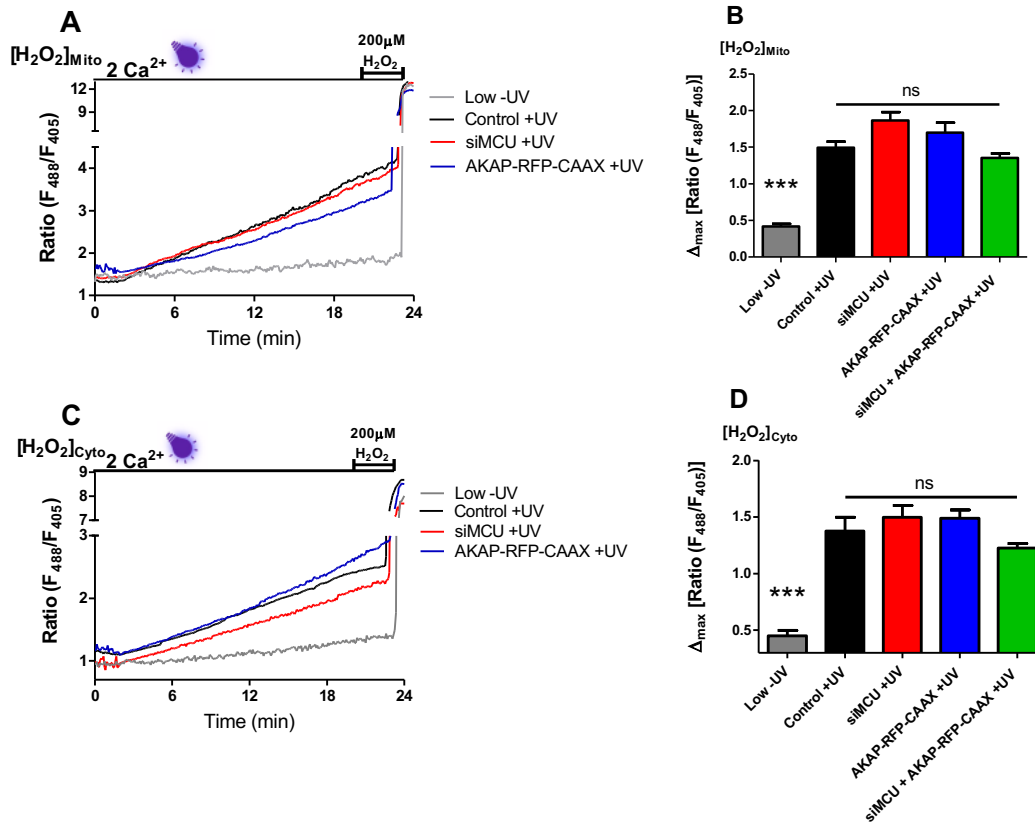 A
[H2O2]Mito 2 Ca2+
200µM
H2O2
12
9
4
3
2
1
Ratio (F488/F405)
0 6 12 18 24
Time (min)
Low -UV
Control +UV
siMCU +UV
AKAP-RFP-CAAX +UV
B
[H2O2]Mito
2.0
1.5
1.0
0.5
0.0
Δmax [Ratio (F488/F405)]
***
ns
Low -UV
Control +UV
siMCU +UV
AKAP-RFP-CAAX +UV
siMCU + AKAP-RFP-CAAX +UV
C
[H2O2]Cyto 2 Ca2+
200µM
H2O2
9
8
7
3
2
1
Ratio (F488/F405)
0 6 12 18 24
Time (min)
Low -UV
Control +UV
siMCU +UV
AKAP-RFP-CAAX +UV
D
[H2O2]Cyto
2.0
1.5
1.0
0.5
Δmax [Ratio (F488/F405)]
***
ns
Low -UV
Control +UV
siMCU +UV
AKAP-RFP-CAAX +UV
siMCU + AKAP-RFP-CAAX +UV